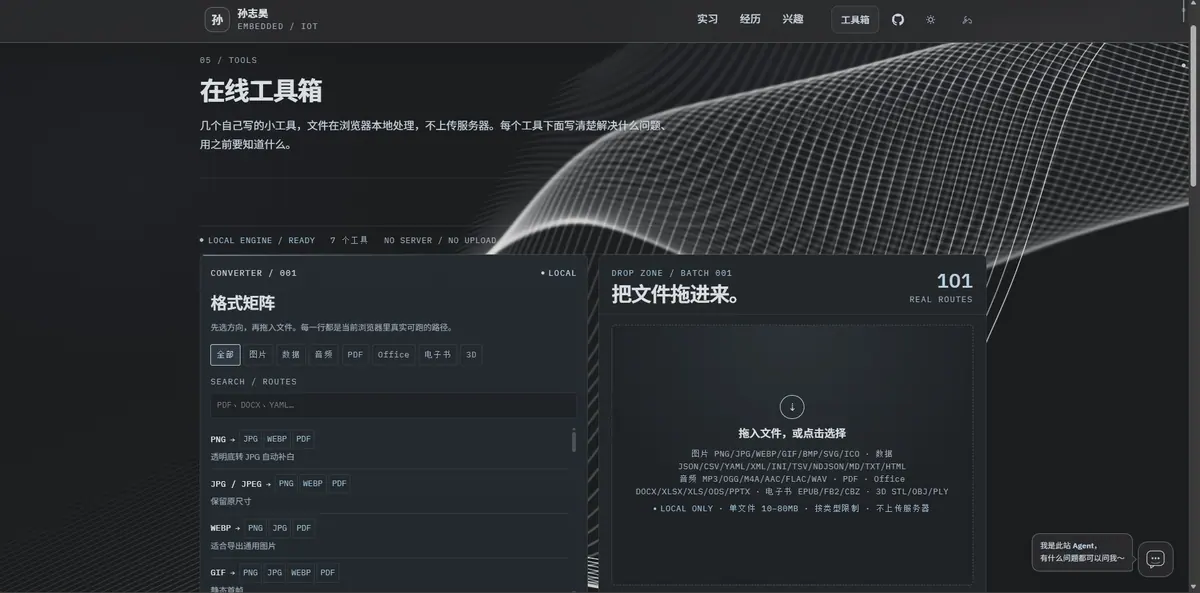 孙 孙志昊
EMBEDDED / IOT
实习 经历 兴趣 工具箱
05 / TOOLS
在线工具箱
几个自己写的小工具，文件在浏览器本地处理，不上传服务器。每个工具下面写清楚解决什么问题、
用之前要知道什么。
LOCAL ENGINE / READY 7 个工具 NO SERVER / NO UPLOAD
CONVERTER / 001 LOCAL
格式矩阵
先选方向，再拖入文件。每一行都是当前浏览器里真实可跑的路径。
全部 图片 数据 音频 PDF Office 电子书 3D
SEARCH / ROUTES
PDF、DOCX、YAML…
PNG → JPG WEBP PDF
透明底转 JPG 自动补白
JPG / JPEG → PNG WEBP PDF
保留原尺寸
WEBP → PNG JPG PDF
适合导出通用图片
GIF → PNG JPG WEBP PDF
静态首帧
DROP ZONE / BATCH 001
把文件拖进来。
101
REAL ROUTES
↓
拖入文件，或点击选择
图片 PNG/JPG/WEBP/GIF/BMP/SVG/ICO · 数据
JSON/CSV/YAML/XML/INI/TSV/NDJSON/MD/TXT/HTML
音频 MP3/OGG/M4A/AAC/FLAC/WAV · PDF · Office
DOCX/XLSX/XLS/ODS/PPTX · 电子书 EPUB/FB2/CBZ · 3D STL/OBJ/PLY
LOCAL ONLY · 单文件 10–80MB · 按类型限制 · 不上传服务器
我是此站 Agent，
有什么问题都可以问我～